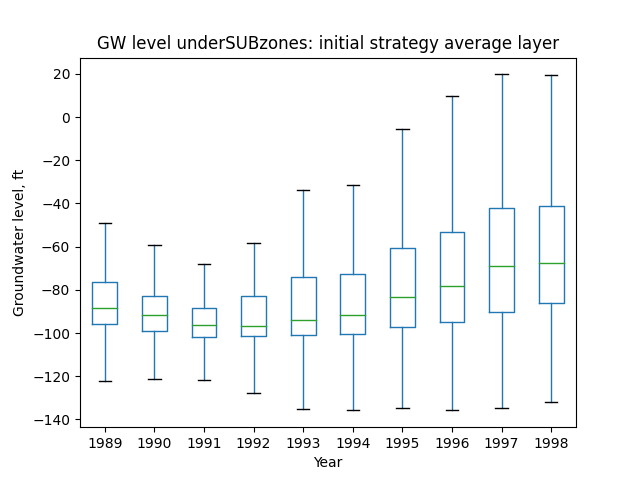 GW level underSUBzones: initial strategy average layer
Groundwater level, ft
20
0
−20
−40
−60
−80
−100
−120
−140
1989 1990 1991 1992 1993 1994 1995 1996 1997 1998
Year